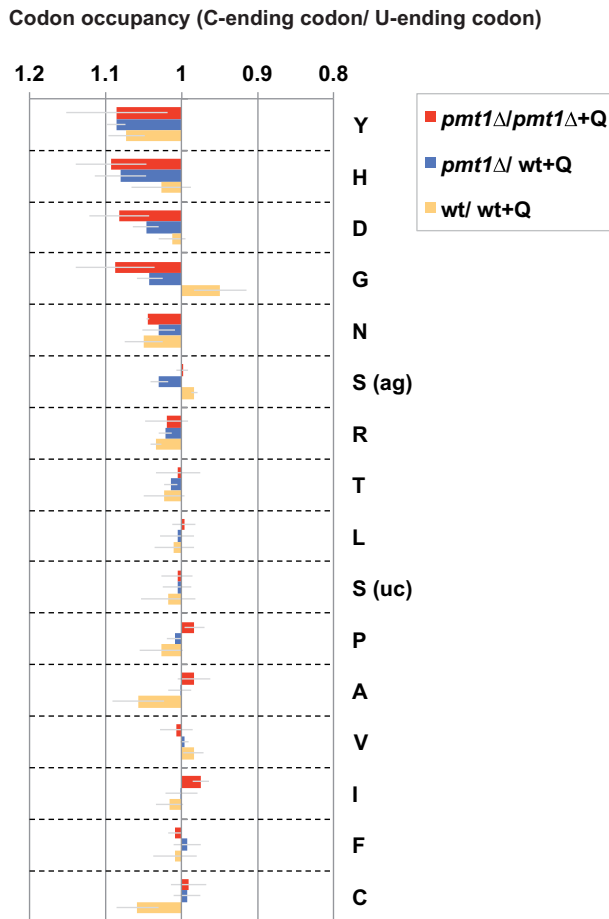 Codon occupancy (C-ending codon/ U-ending codon)
1.2 1.1 1 0.9 0.8
pmt1Δ/pmt1Δ+Q
pmt1Δ/ wt+Q
wt/ wt+Q
Y
H
D
G
N
S (ag)
R
T
L
S (uc)
P
A
V
I
F
C